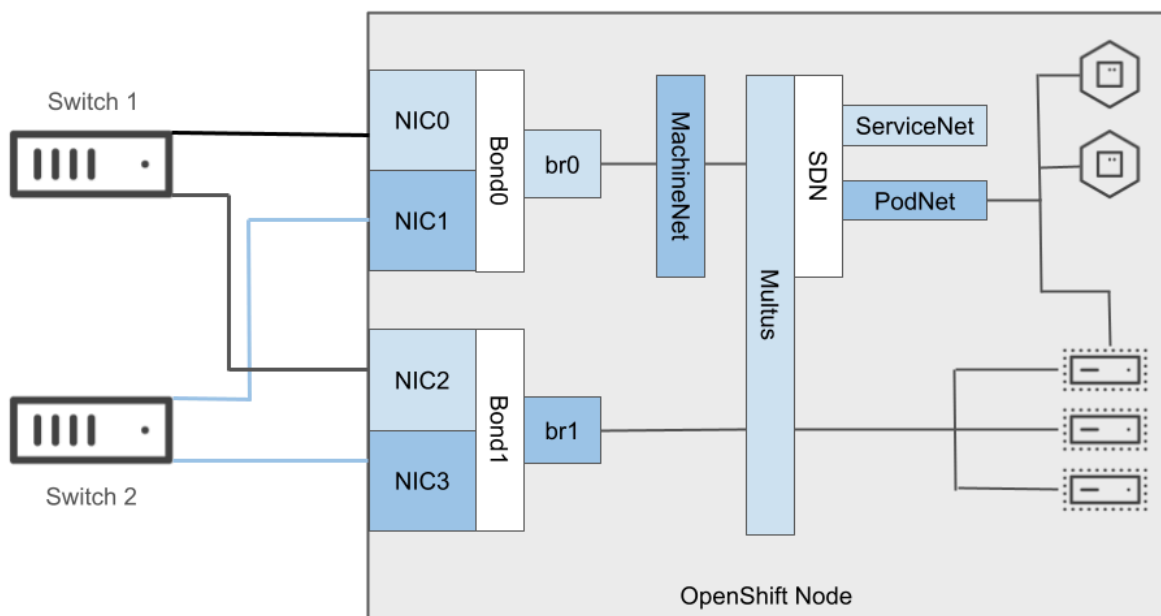 Switch 1
NIC0
NIC1
Bond0
br0
MachineNet
Multus
SDN
ServiceNet
PodNet
Switch 2
NIC2
NIC3
Bond1
br1
OpenShift Node